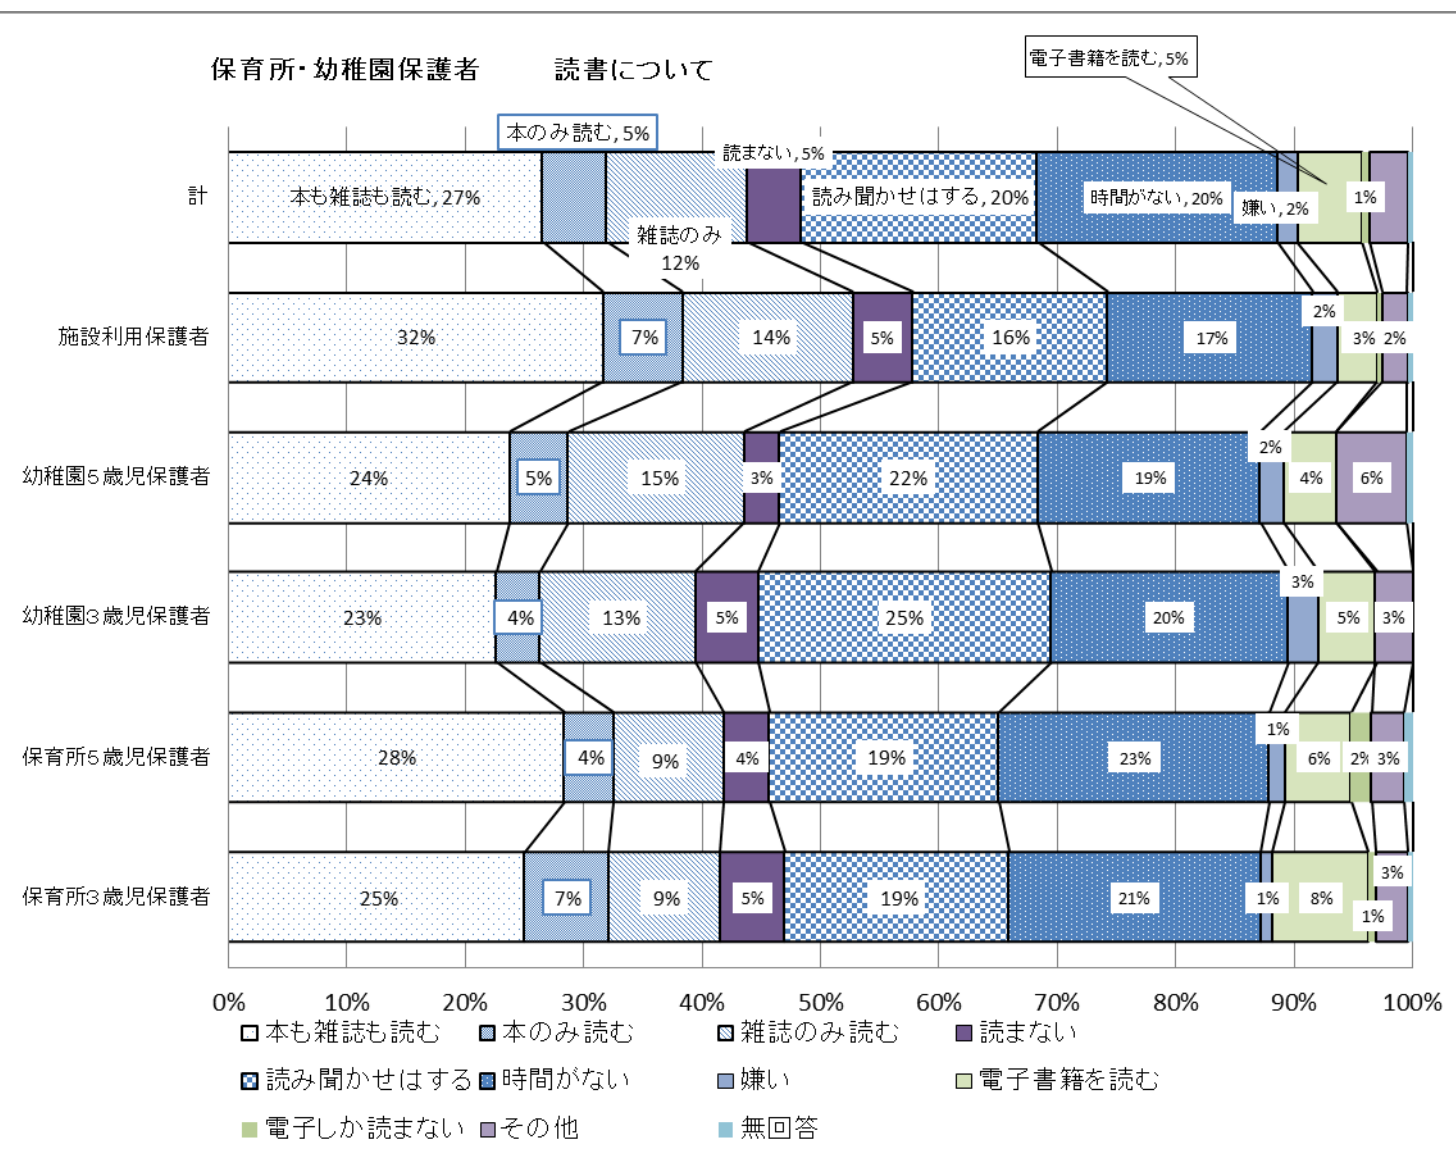 保育所・幼稚園保護者　　読書について
電子書籍を読む, 5%
本のみ読む, 5%
読まない, 5%
計
本も雑誌も読む, 27%
読み聞かせはする, 20%
時間がない, 20%
嫌い, 2%
1%
雑誌のみ
12%
施設利用保護者
32%
7%
14%
5%
16%
17%
2%
3%
2%
幼稚園5歳児保護者
24%
5%
15%
3%
22%
19%
2%
4%
6%
幼稚園3歳児保護者
23%
4%
13%
5%
25%
20%
3%
5%
3%
保育所5歳児保護者
28%
4%
9%
4%
19%
23%
1%
6%
2%
3%
保育所3歳児保護者
25%
7%
9%
5%
19%
21%
1%
8%
1%
3%
0% 10% 20% 30% 40% 50% 60% 70% 80% 90% 100%
本も雑誌も読む 本のみ読む 雑誌のみ読む 読まない
読み聞かせはする 時間がない 嫌い 電子書籍を読む
電子しか読まない その他 無回答